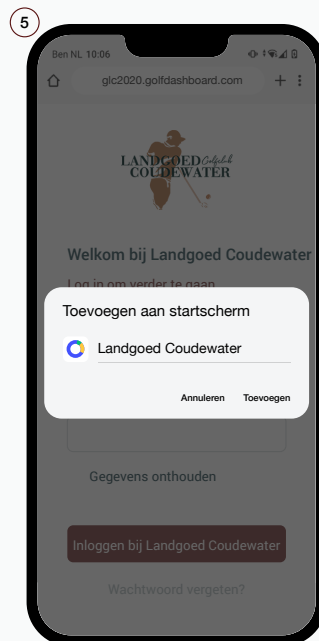 5
Ben NL 10:06
glc2020.golfdashboard.com
LANDGOED Golfclub
COUDEWATER
Welkom bij Landgoed Coudewater
Log in om verder te gaan
Toevoegen aan startscherm
Landgoed Coudewater
Annuleren Toevoegen
Gegevens onthouden
Inloggen bij Landgoed Coudewater
Wachtwoord vergeten?